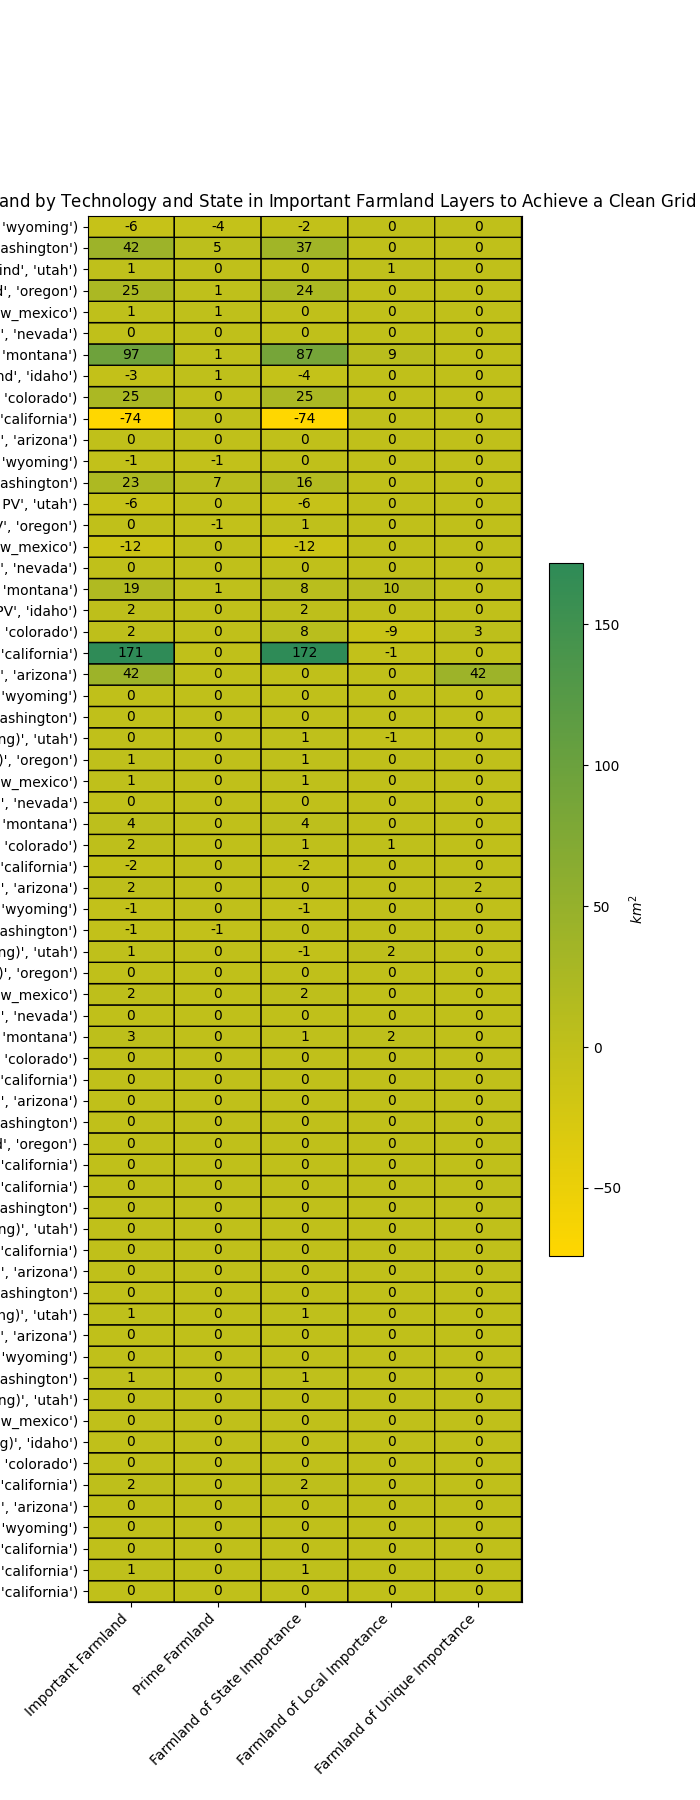 and by Technology and State in Important Farmland Layers to Achieve a Clean Grid
'wyoming') -6 -4 -2 0 0
ashington') 42 5 37 0 0
ind', 'utah') 1 0 0 1 0
d', 'oregon') 25 1 24 0 0
w_mexico') 1 1 0 0 0
', 'nevada') 0 0 0 0 0
'montana') 97 1 87 9 0
nd', 'idaho') -3 1 -4 0 0
'colorado') 25 0 25 0 0
'california') -74 0 -74 0 0
', 'arizona') 0 0 0 0 0
'wyoming') -1 -1 0 0 0
ashington') 23 7 16 0 0
PV', 'utah') -6 0 -6 0 0
/', 'oregon') 0 -1 1 0 0
w_mexico') -12 0 -12 0 0
', 'nevada') 0 0 0 0 0
'montana') 19 1 8 10 0
PV', 'idaho') 2 0 2 0 0
'colorado') 2 0 8 -9 3
'california') 171 0 172 -1 0
', 'arizona') 42 0 0 0 42
'wyoming') 0 0 0 0 0
ashington') 0 0 0 0 0
ng)', 'utah') 0 0 1 -1 0
)', 'oregon') 1 0 1 0 0
w_mexico') 1 0 1 0 0
', 'nevada') 0 0 0 0 0
'montana') 4 0 4 0 0
'colorado') 2 0 1 1 0
'california') -2 0 -2 0 0
', 'arizona') 2 0 0 0 2
'wyoming') -1 0 -1 0 0
ashington') -1 -1 0 0 0
ng)', 'utah') 1 0 -1 2 0
)', 'oregon') 0 0 0 0 0
w_mexico') 2 0 2 0 0
', 'nevada') 0 0 0 0 0
'montana') 3 0 1 2 0
'colorado') 0 0 0 0 0
'california') 0 0 0 0 0
', 'arizona') 0 0 0 0 0
ashington') 0 0 0 0 0
d', 'oregon') 0 0 0 0 0
'california') 0 0 0 0 0
'california') 0 0 0 0 0
ashington') 0 0 0 0 0
ng)', 'utah') 0 0 0 0 0
'california') 0 0 0 0 0
', 'arizona') 0 0 0 0 0
ashington') 0 0 0 0 0
ng)', 'utah') 1 0 1 0 0
', 'arizona') 0 0 0 0 0
'wyoming') 0 0 0 0 0
ashington') 1 0 1 0 0
ng)', 'utah') 0 0 0 0 0
w_mexico') 0 0 0 0 0
g)', 'idaho') 0 0 0 0 0
'colorado') 0 0 0 0 0
'california') 2 0 2 0 0
', 'arizona') 0 0 0 0 0
'wyoming') 0 0 0 0 0
'california') 0 0 0 0 0
'california') 1 0 1 0 0
'california') 0 0 0 0 0
Important Farmland
Prime Farmland
Farmland of State Importance
Farmland of Local Importance
Farmland of Unique Importance
150
100
50
0
−50
km²